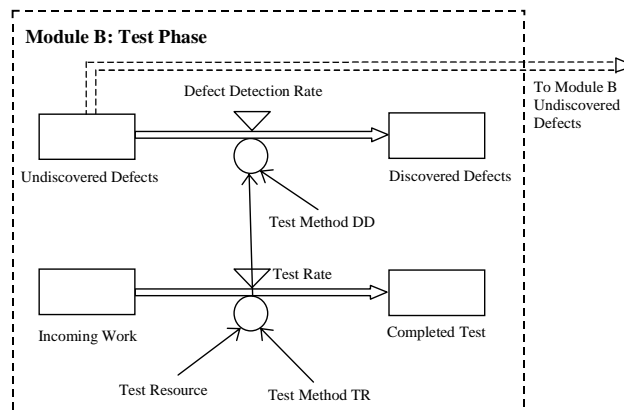 Module B: Test Phase
Defect Detection Rate
To Module B
Undiscovered
Defects
Undiscovered Defects
Discovered Defects
Test Method DD
Test Rate
Incoming Work
Completed Test
Test Resource
Test Method TR